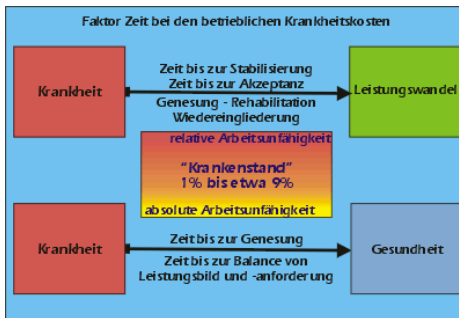 Faktor Zeit bei den betrieblichen Krankheitskosten
Krankheit
Zeit bis zur Stabilisierung
Zeit bis zur Akzeptanz
Genesung - Rehabilitation
Wiedereingliederung
Leistungswandel
relative Arbeitsunfähigkeit
"Krankenstand"
1% bis etwa 9%
absolute Arbeitsunfähigkeit
Krankheit
Zeit bis zur Genesung
Zeit bis zur Balance von
Leistungsbild und -anforderung
Gesundheit